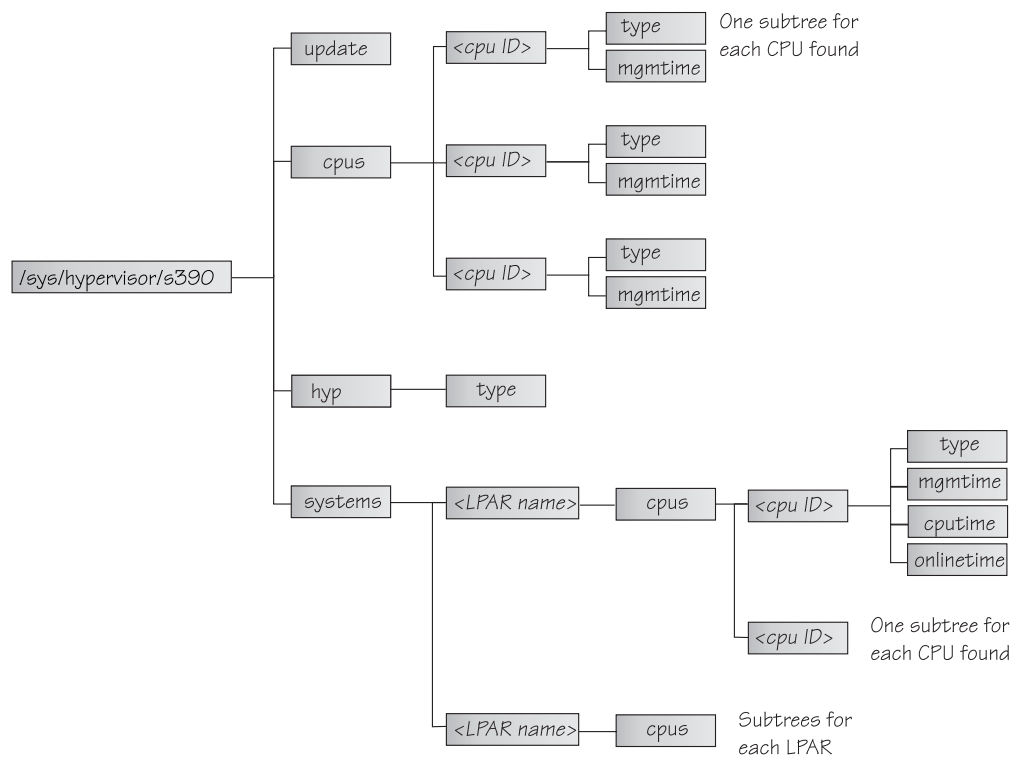 update
<cpu ID>
type
mgmtime
One subtree for
each CPU found
cpus
<cpu ID>
type
mgmtime
/sys/hypervisor/s390
<cpu ID>
type
mgmtime
hyp
type
systems
<LPAR name>
cpus
<cpu ID>
type
mgmtime
cputime
onlinetime
<cpu ID>
One subtree for
each CPU found
<LPAR name>
cpus
Subtrees for
each LPAR